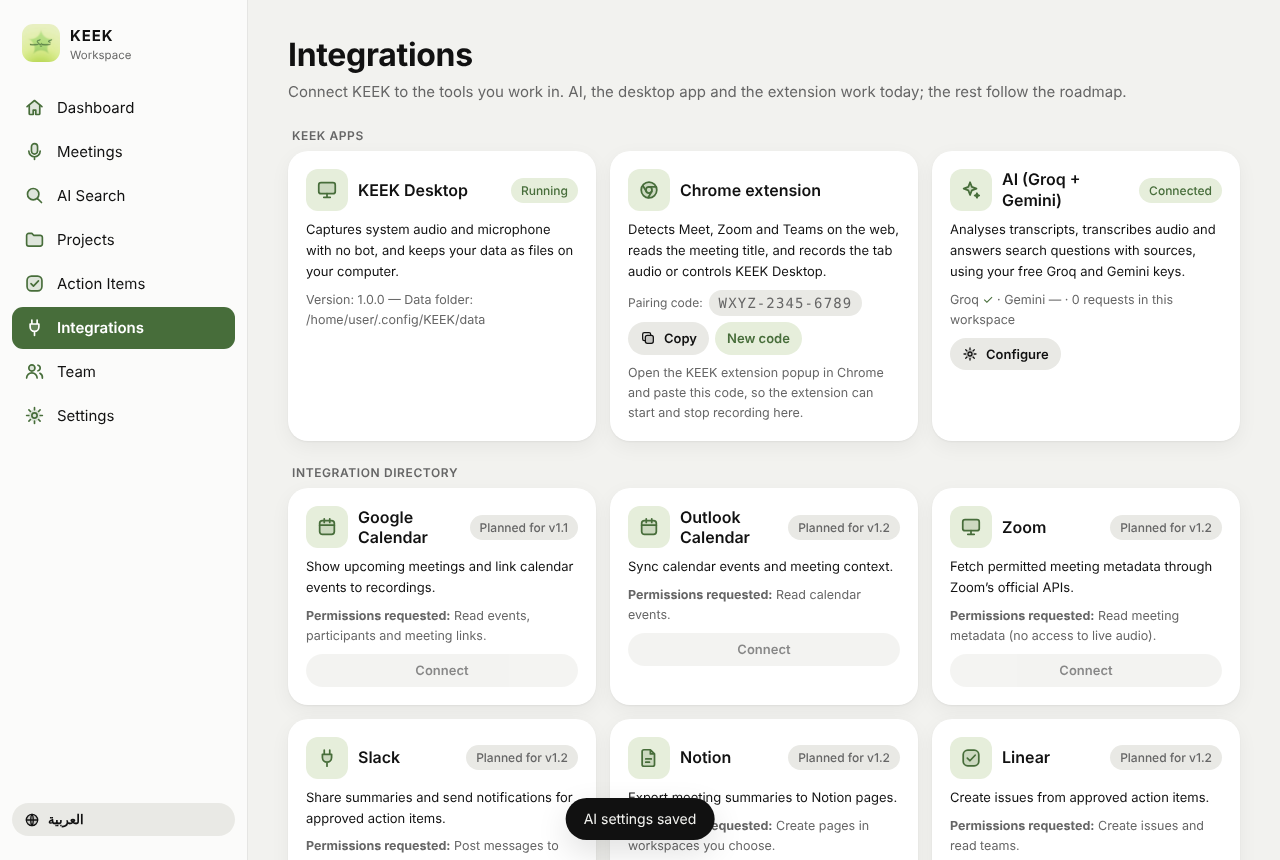 KEEK
Workspace
Dashboard
Meetings
AI Search
Projects
Action Items
Integrations
Team
Settings
العربية
Integrations
Connect KEEK to the tools you work in. AI, the desktop app and the extension work today; the rest follow the roadmap.
KEEK APPS
KEEK Desktop
Running
Captures system audio and microphone
with no bot, and keeps your data as files on
your computer.
Version: 1.0.0 — Data folder:
/home/user/.config/KEEK/data
Chrome extension
Detects Meet, Zoom and Teams on the web,
reads the meeting title, and records the tab
audio or controls KEEK Desktop.
Pairing code: WXYZ-2345-6789
Copy
New code
Open the KEEK extension popup in Chrome
and paste this code, so the extension can
start and stop recording here.
AI (Groq +
Gemini)
Connected
Analyses transcripts, transcribes audio and
answers search questions with sources,
using your free Groq and Gemini keys.
Groq ✓ · Gemini — · 0 requests in this
workspace
Configure
INTEGRATION DIRECTORY
Google
Calendar
Planned for v1.1
Show upcoming meetings and link calendar
events to recordings.
Permissions requested: Read events,
participants and meeting links.
Connect
Outlook
Calendar
Planned for v1.2
Sync calendar events and meeting context.
Permissions requested: Read calendar
events.
Connect
Zoom
Planned for v1.2
Fetch permitted meeting metadata through
Zoom’s official APIs.
Permissions requested: Read meeting
metadata (no access to live audio).
Connect
Slack
Planned for v1.2
Share summaries and send notifications for
approved action items.
Permissions requested: Post messages to
Notion
Planned for v1.2
Export meeting summaries to Notion pages.
requested: Create pages in
workspaces you choose.
Linear
Planned for v1.2
Create issues from approved action items.
Permissions requested: Create issues and
read teams.
AI settings saved